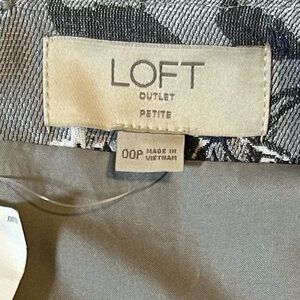 LOFT
OUTLET
PETITE
00P MADE IN
VIETNAM